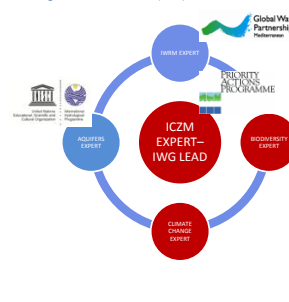 Global Wa
Partnershi
Mediterranean
IWRM EXPERT
PRIORITY
ACTIONS
PROGRAMME
United Nations
Educational, Scientific and
Cultural Organization
International
Hydrological
Programme
AQUIFERS
EXPERT
ICZM
EXPERT–
IWG LEAD
BIODIVERSITY
EXPERT
CLIMATE
CHANGE
EXPERT